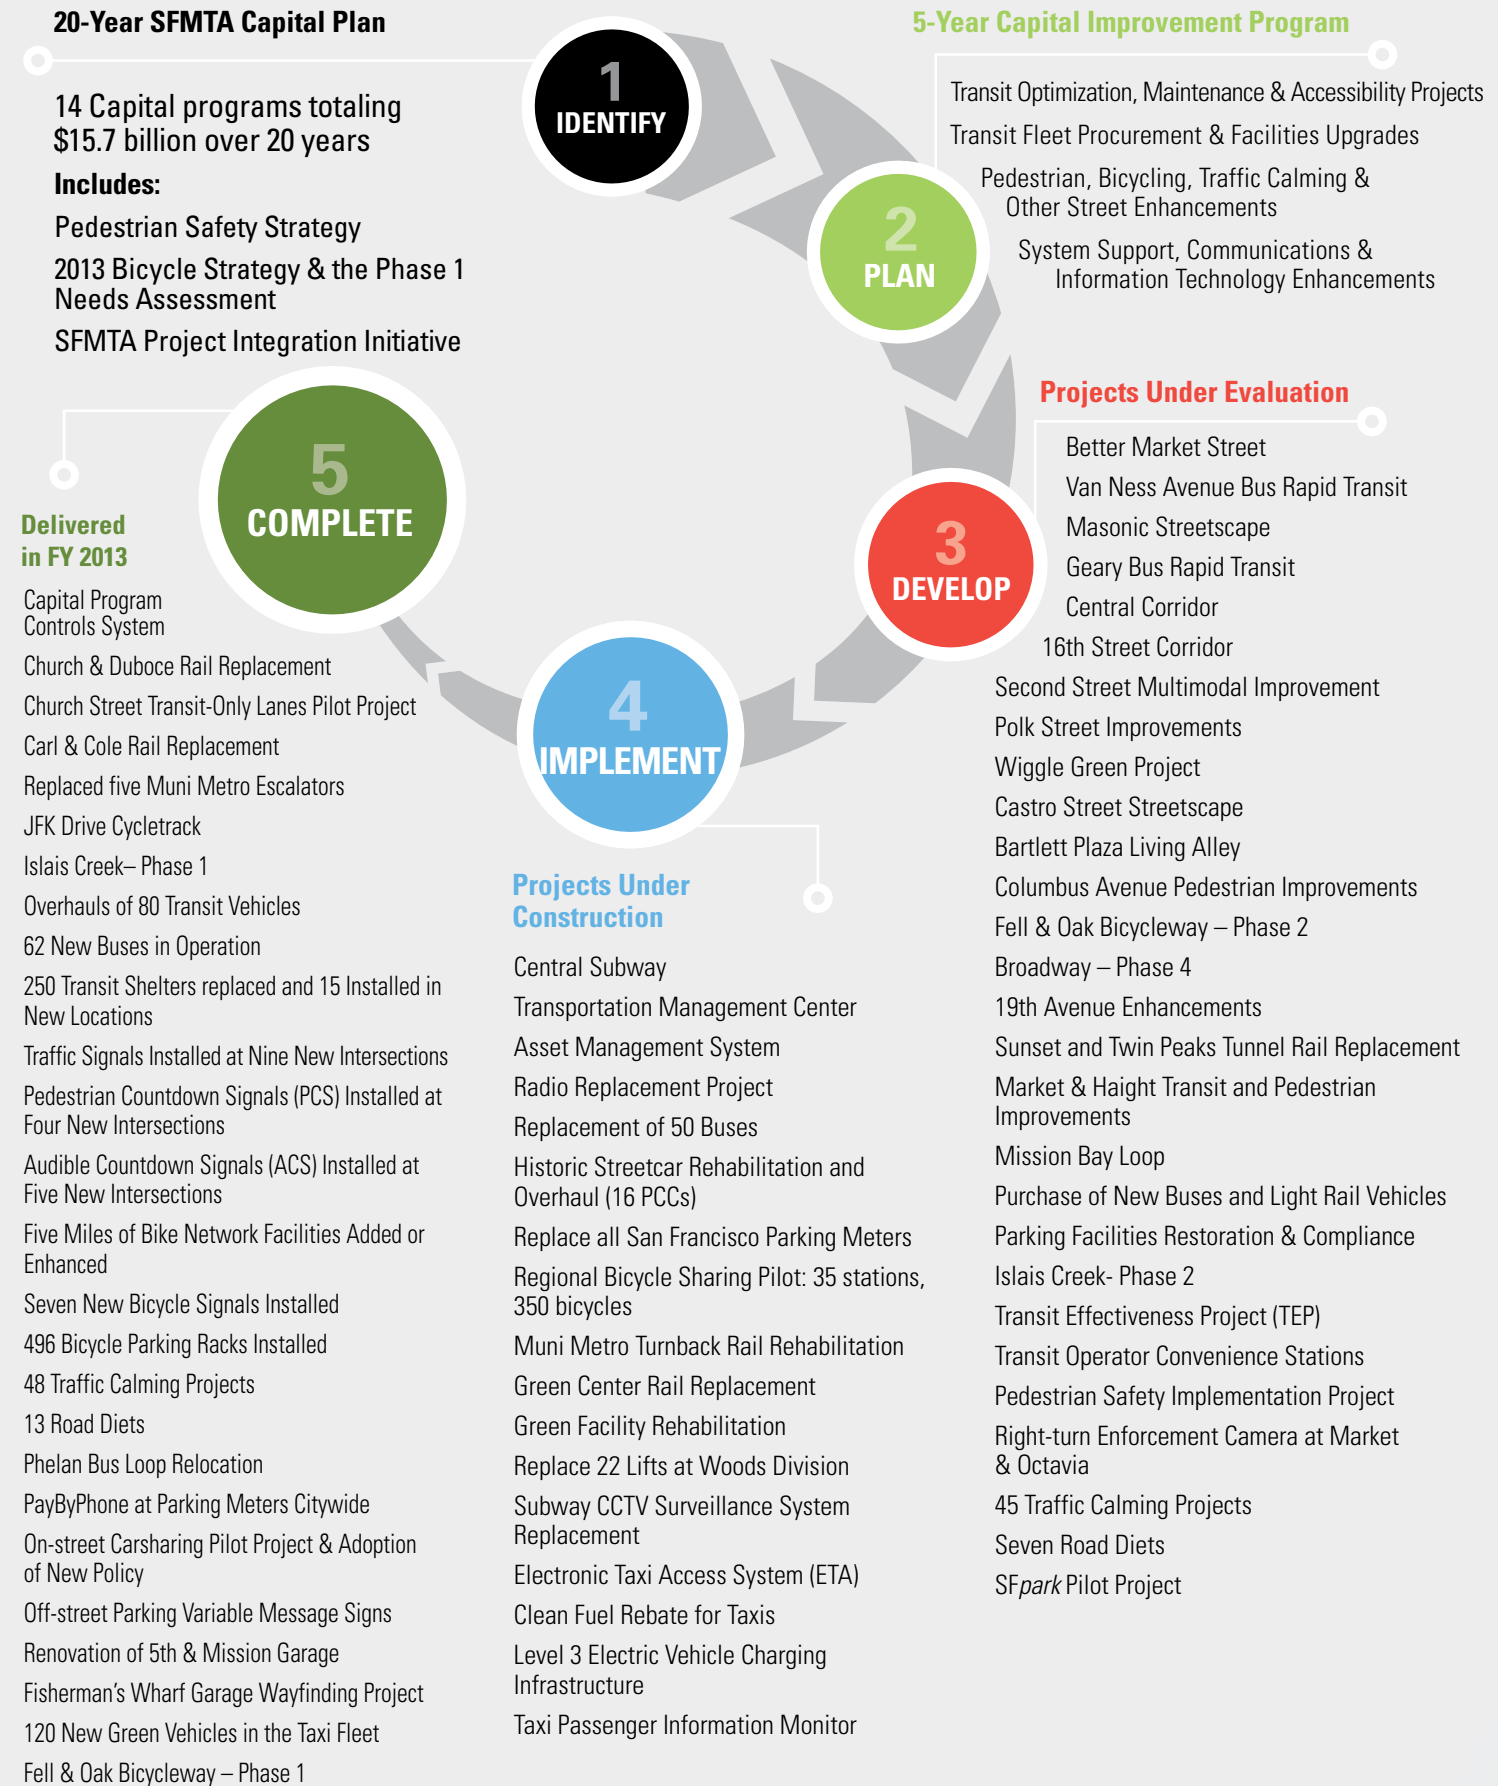 20-Year SFMTA Capital Plan
14 Capital programs totaling
$15.7 billion over 20 years
Includes:
Pedestrian Safety Strategy
2013 Bicycle Strategy & the Phase 1
Needs Assessment
SFMTA Project Integration Initiative
1
IDENTIFY
5-Year Capital Improvement Program
Transit Optimization, Maintenance & Accessibility Projects
Transit Fleet Procurement & Facilities Upgrades
Pedestrian, Bicycling, Traffic Calming &
Other Street Enhancements
System Support, Communications &
Information Technology Enhancements
2
PLAN
Projects Under Evaluation
Better Market Street
Van Ness Avenue Bus Rapid Transit
Masonic Streetscape
Geary Bus Rapid Transit
Central Corridor
16th Street Corridor
Second Street Multimodal Improvement
Polk Street Improvements
Wiggle Green Project
Castro Street Streetscape
Bartlett Plaza Living Alley
Columbus Avenue Pedestrian Improvements
Fell & Oak Bicycleway – Phase 2
Broadway – Phase 4
19th Avenue Enhancements
Sunset and Twin Peaks Tunnel Rail Replacement
Market & Haight Transit and Pedestrian
Improvements
Mission Bay Loop
Purchase of New Buses and Light Rail Vehicles
Parking Facilities Restoration & Compliance
Islais Creek- Phase 2
Transit Effectiveness Project (TEP)
Transit Operator Convenience Stations
Pedestrian Safety Implementation Project
Right-turn Enforcement Camera at Market
& Octavia
45 Traffic Calming Projects
Seven Road Diets
SFpark Pilot Project
3
DEVELOP
4
IMPLEMENT
Projects Under
Construction
Central Subway
Transportation Management Center
Asset Management System
Radio Replacement Project
Replacement of 50 Buses
Historic Streetcar Rehabilitation and
Overhaul (16 PCCs)
Replace all San Francisco Parking Meters
Regional Bicycle Sharing Pilot: 35 stations,
350 bicycles
Muni Metro Turnback Rail Rehabilitation
Green Center Rail Replacement
Green Facility Rehabilitation
Replace 22 Lifts at Woods Division
Subway CCTV Surveillance System
Replacement
Electronic Taxi Access System (ETA)
Clean Fuel Rebate for Taxis
Level 3 Electric Vehicle Charging
Infrastructure
Taxi Passenger Information Monitor
5
COMPLETE
Delivered
in FY 2013
Capital Program
Controls System
Church & Duboce Rail Replacement
Church Street Transit-Only Lanes Pilot Project
Carl & Cole Rail Replacement
Replaced five Muni Metro Escalators
JFK Drive Cycletrack
Islais Creek– Phase 1
Overhauls of 80 Transit Vehicles
62 New Buses in Operation
250 Transit Shelters replaced and 15 Installed in
New Locations
Traffic Signals Installed at Nine New Intersections
Pedestrian Countdown Signals (PCS) Installed at
Four New Intersections
Audible Countdown Signals (ACS) Installed at
Five New Intersections
Five Miles of Bike Network Facilities Added or
Enhanced
Seven New Bicycle Signals Installed
496 Bicycle Parking Racks Installed
48 Traffic Calming Projects
13 Road Diets
Phelan Bus Loop Relocation
PayByPhone at Parking Meters Citywide
On-street Carsharing Pilot Project & Adoption
of New Policy
Off-street Parking Variable Message Signs
Renovation of 5th & Mission Garage
Fisherman's Wharf Garage Wayfinding Project
120 New Green Vehicles in the Taxi Fleet
Fell & Oak Bicycleway – Phase 1